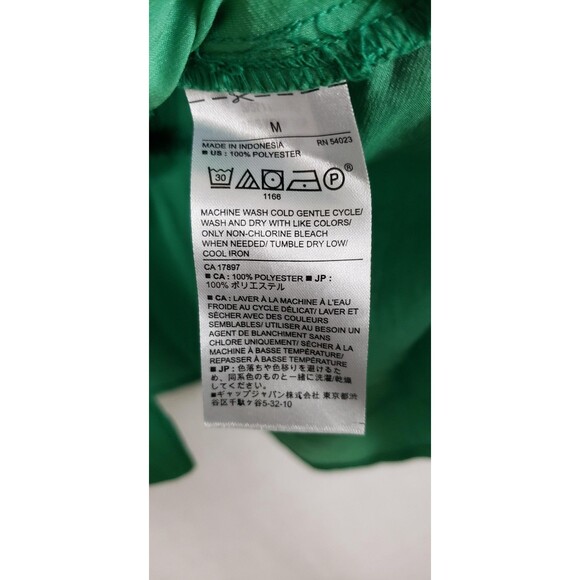 M
MADE IN INDONESIA RN 54023
■ US : 100% POLYESTER
30 P ®
1166
MACHINE WASH COLD GENTLE CYCLE/
WASH AND DRY WITH LIKE COLORS/
ONLY NON-CHLORINE BLEACH
WHEN NEEDED/ TUMBLE DRY LOW/
COOL IRON
CA 17897
■ CA : 100% POLYESTER ■ JP :
100% ポリエステル
■ CA : LAVER À LA MACHINE À L'EAU
FROIDE AU CYCLE DÉLICAT/ LAVER ET
SÉCHER AVEC DES COULEURS
SEMBLABLES/ UTILISER AU BESOIN UN
AGENT DE BLANCHIMENT SANS
CHLORE UNIQUEMENT/ SÉCHER À LA
MACHINE À BASSE TEMPÉRATURE/
REPASSER À BASSE TEMPÉRATURE
■ JP : 色落ちや色移りを避けるた
め、同系色のものと一緒に洗濯/乾燥
してください。
■ギャップジャパン株式会社 東京都渋
谷区千駄ヶ谷5-32-10